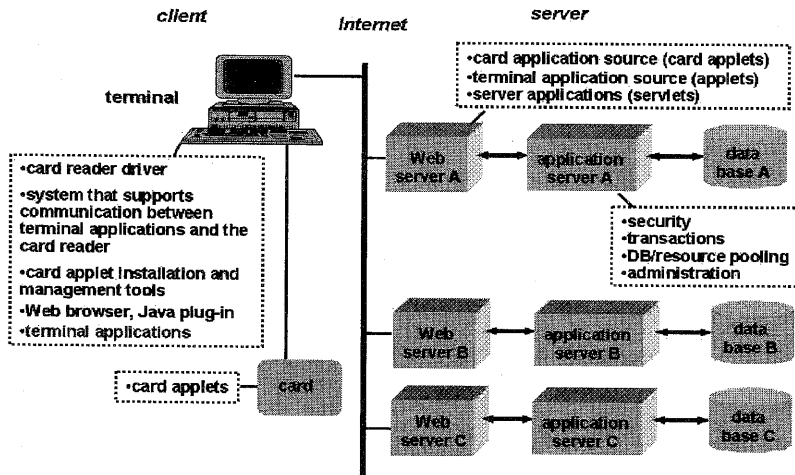 client
Internet
server
terminal
•card application source (card applets)
•terminal application source (applets)
•server applications (servlets)
Web
server A
application
server A
data
base A
•card reader driver
•system that supports
communication between
terminal applications and the
card reader
•card applet installation and
management tools
•Web browser, Java plug-in
•terminal applications
•security
•transactions
•DB/resource pooling
•administration
Web
server B
application
server B
data
base B
•card applets
card
Web
server C
application
server C
data
base C